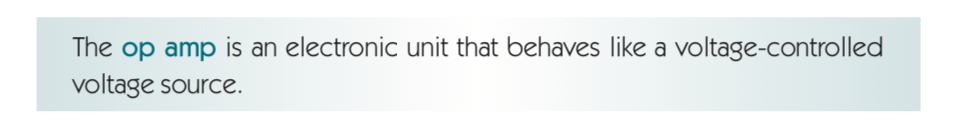 The op amp is an electronic unit that behaves like a voltage-controlled
voltage source.